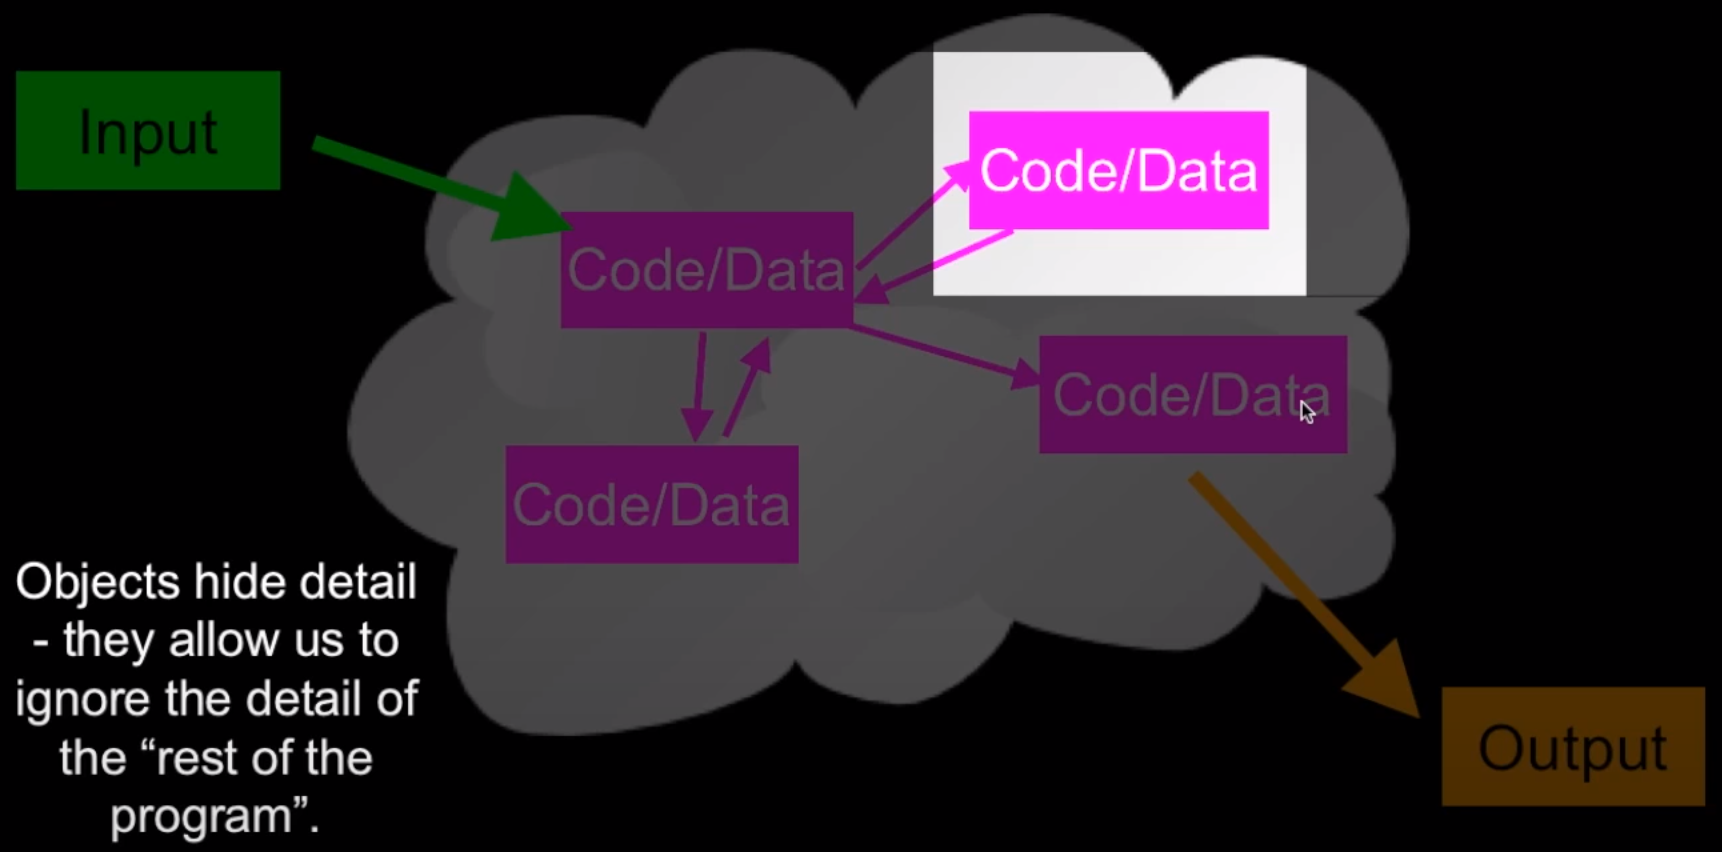 Input
Code/Data
Code/Data
Code/Data
Code/Data
Objects hide detail
- they allow us to
ignore the detail of
the “rest of the
program”.
Output